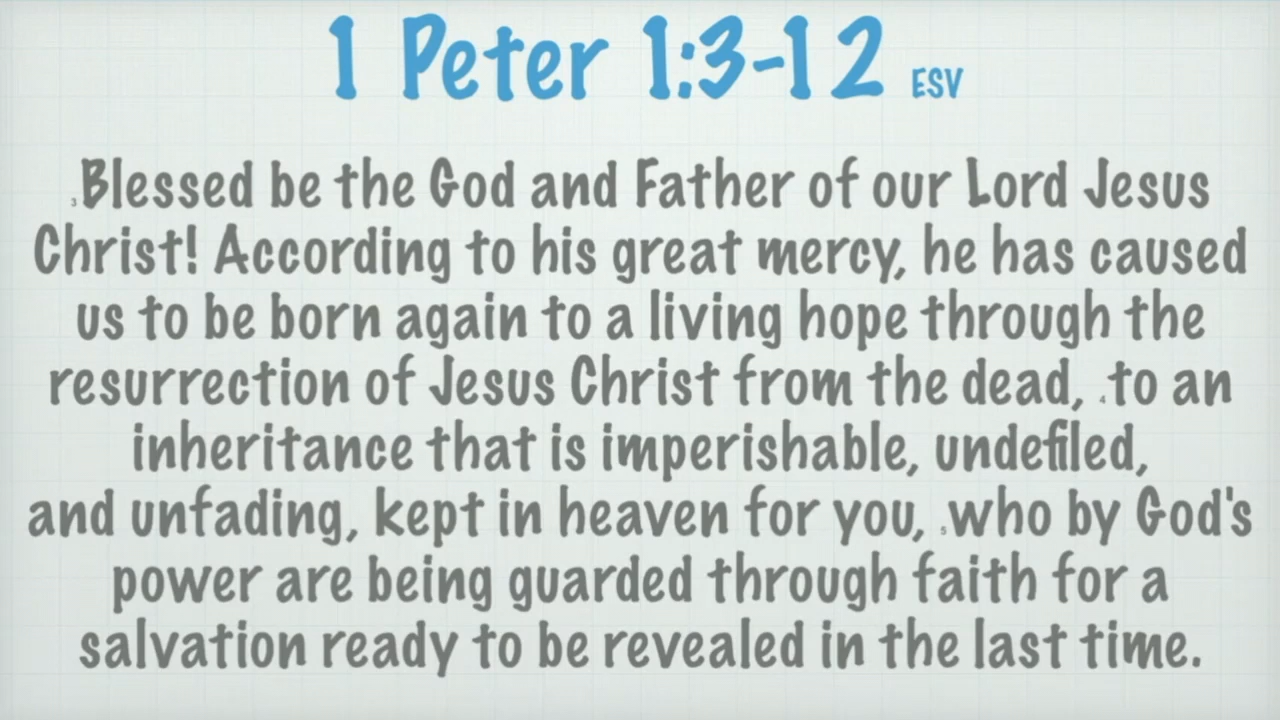 1 Peter 1:3-12 ESV
3 Blessed be the God and Father of our Lord Jesus
Christ! According to his great mercy, he has caused
us to be born again to a living hope through the
resurrection of Jesus Christ from the dead, 4 to an
inheritance that is imperishable, undefiled,
and unfading, kept in heaven for you, 5 who by God's
power are being guarded through faith for a
salvation ready to be revealed in the last time.